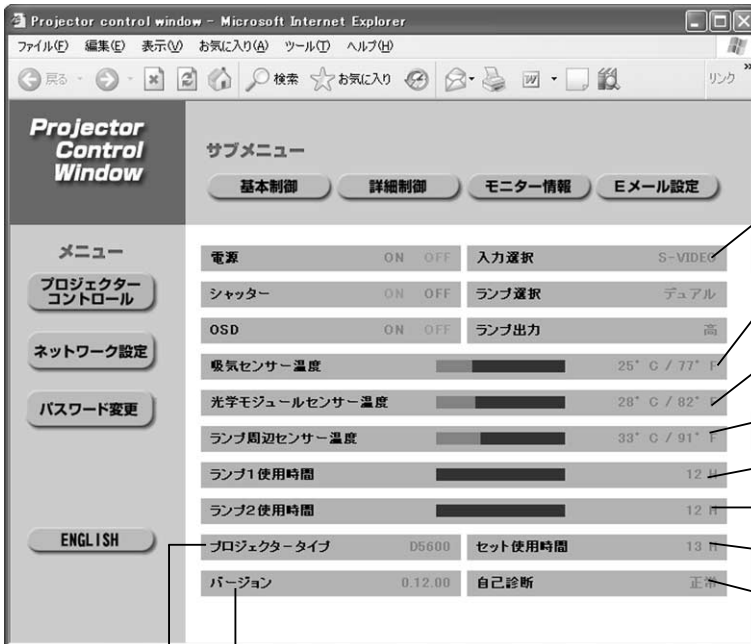 Projector control window - Microsoft Internet Explorer
ファイル(F) 編集(E) 表示(V) お気に入り(A) ツール(T) ヘルプ(H)
戻る 検索 お気に入り リンク
Projector
Control
Window
サブメニュー
基本制御 詳細制御 モニター情報 Eメール設定
メニュー
プロジェクター
コントロール
ネットワーク設定
パスワード変更
ENGLISH
電源 ON OFF 入力選択 S-VIDEO
シャッター ON OFF ランプ選択 デュアル
OSD ON OFF ランプ出力 高
吸気センサー温度 25° C / 77° F
光学モジュールセンサー温度 28° C / 82° F
ランプ周辺センサー温度 33° C / 91° F
ランプ1使用時間 12 H
ランプ2使用時間 12 H
プロジェクタータイプ D5600 セット使用時間 13 H
バージョン 0.12.00 自己診断 正常